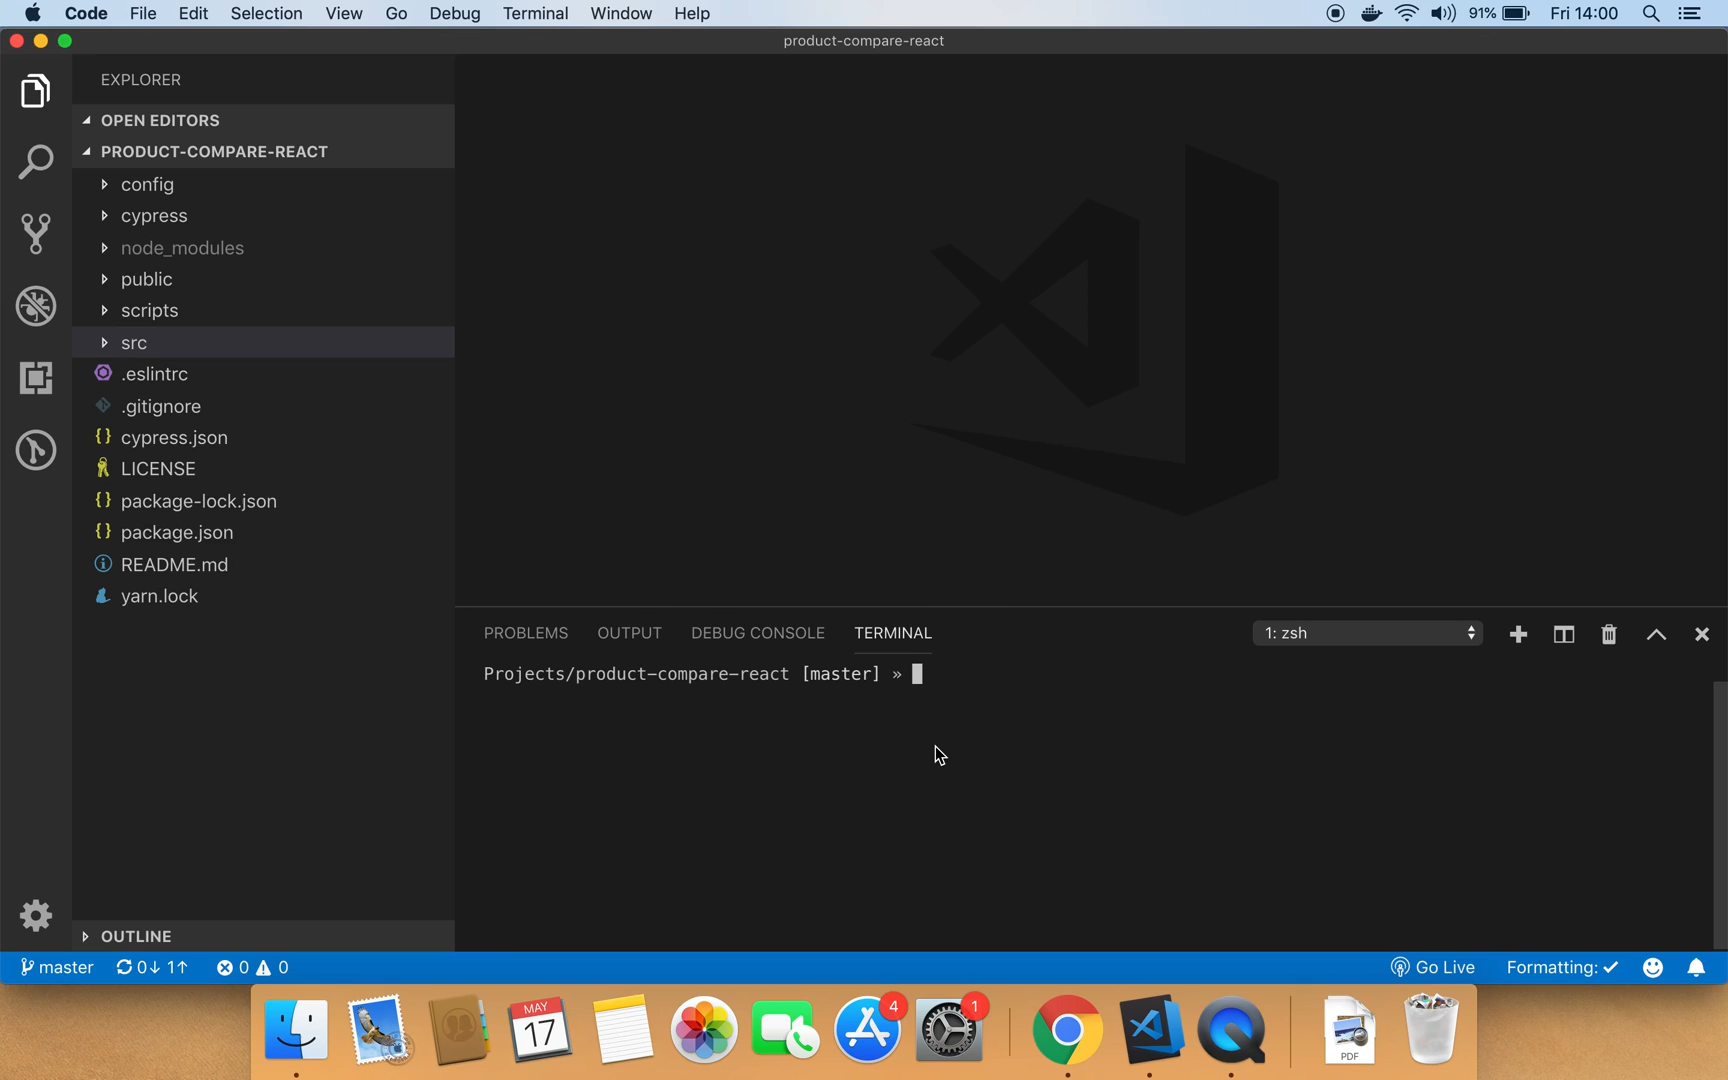 Code File Edit Selection View Go Debug Terminal Window Help 91% Fri 14:00
product-compare-react
EXPLORER
OPEN EDITORS
PRODUCT-COMPARE-REACT
config
cypress
node_modules
public
scripts
src
.eslintrc
.gitignore
cypress.json
LICENSE
package-lock.json
package.json
README.md
yarn.lock
OUTLINE
PROBLEMS OUTPUT DEBUG CONSOLE TERMINAL 1: zsh
Projects/product-compare-react [master] »
master 0↓ 1↑ 0 0 Go Live Formatting: ✓
MAY
17
4
1
PDF